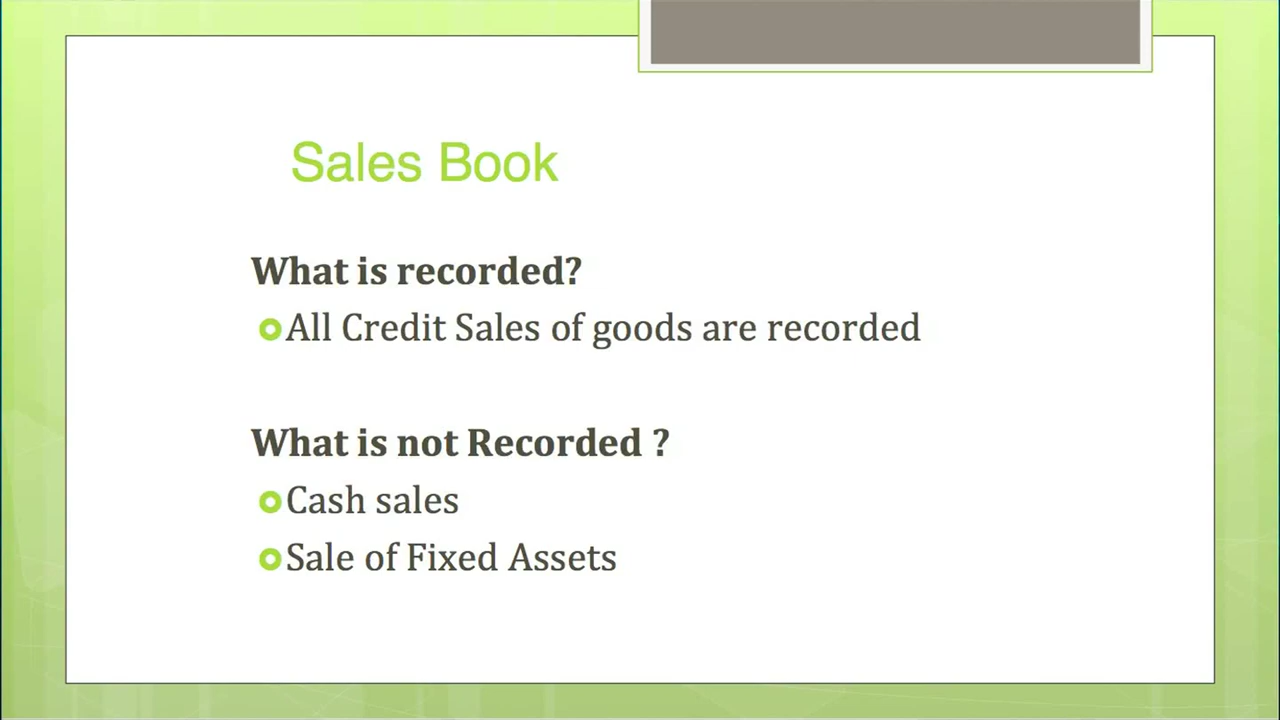 Sales Book
What is recorded?
All Credit Sales of goods are recorded
What is not Recorded ?
Cash sales
Sale of Fixed Assets